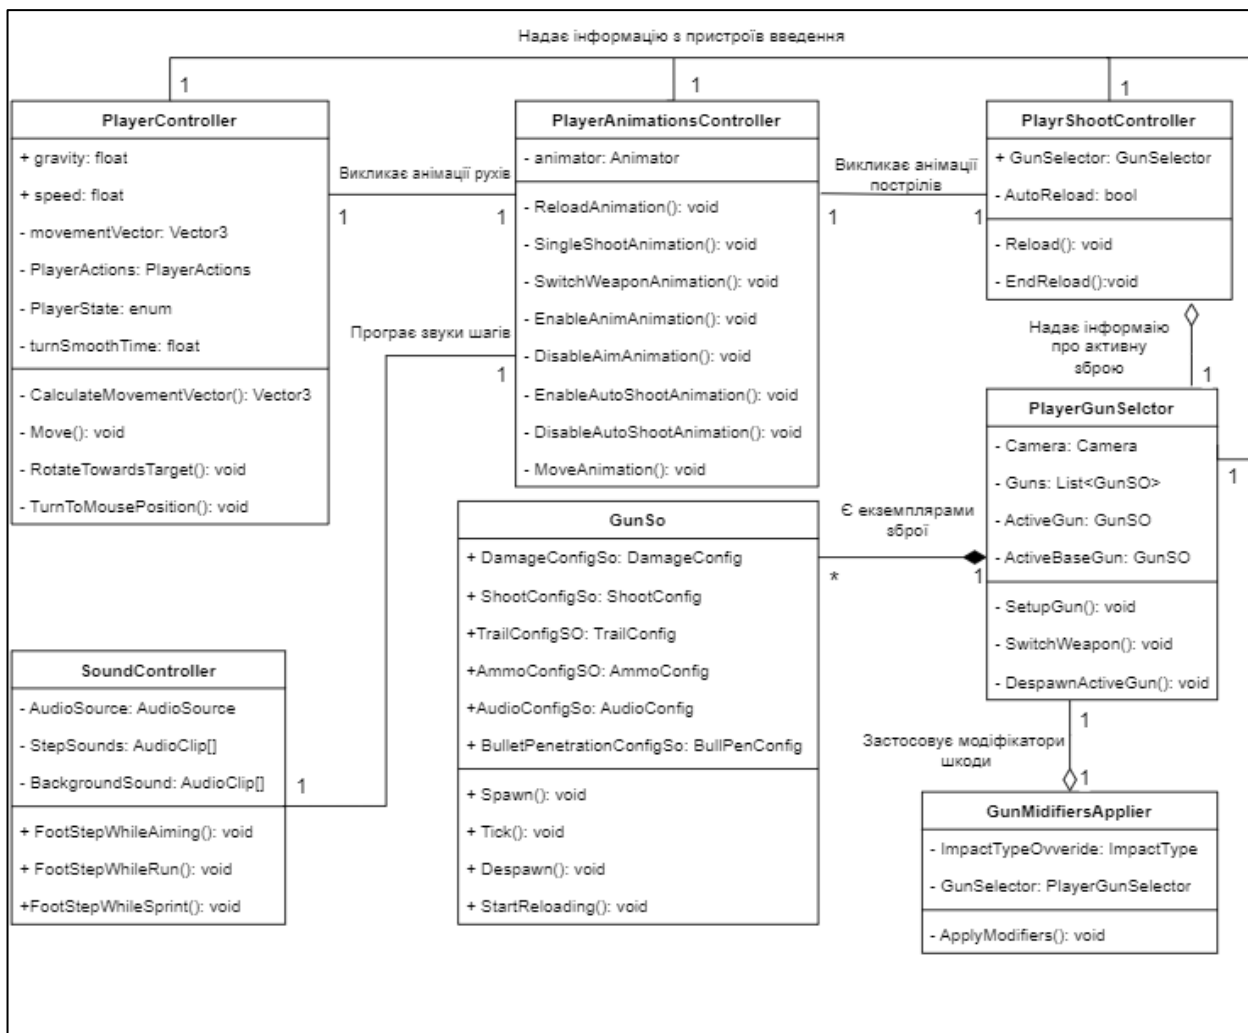 Надає інформацію з пристроїв введення
1
1
1
PlayerController
+ gravity: float
+ speed: float
- movementVector: Vector3
- PlayerActions: PlayerActions
- PlayerState: enum
- turnSmoothTime: float
- CalculateMovementVector(): Vector3
- Move(): void
- RotateTowardsTarget(): void
- TurnToMousePosition(): void
Викликає анімації рухів
1
1
PlayerAnimationsController
- animator: Animator
- ReloadAnimation(): void
- SingleShootAnimation(): void
- SwitchWeaponAnimation(): void
- EnableAnimAnimation(): void
- DisableAimAnimation(): void
- EnableAutoShootAnimation(): void
- DisableAutoShootAnimation(): void
- MoveAnimation(): void
Викликає анімації
пострілів
1
1
PlayrShootController
+ GunSelector: GunSelector
- AutoReload: bool
- Reload(): void
- EndReload():void
Програє звуки шагів
1
1
Надає інформаію
про активну
зброю
1
PlayerGunSelctor
- Camera: Camera
- Guns: List<GunSO>
- ActiveGun: GunSO
- ActiveBaseGun: GunSO
- SetupGun(): void
- SwitchWeapon(): void
- DespawnActiveGun(): void
1
Є екземплярами
зброї
*
1
GunSo
+ DamageConfigSo: DamageConfig
+ ShootConfigSo: ShootConfig
+TrailConfigSO: TrailConfig
+AmmoConfigSO: AmmoConfig
+AudioConfigSo: AudioConfig
+ BulletPenetrationConfigSo: BullPenConfig
+ Spawn(): void
+ Tick(): void
+ Despawn(): void
+ StartReloading(): void
SoundController
- AudioSource: AudioSource
- StepSounds: AudioClip[]
- BackgroundSound: AudioClip[]
+ FootStepWhileAiming(): void
+ FootStepWhileRun(): void
+FootStepWhileSprint(): void
Застосовує модіфікатори
шкоди
1
1
GunMidifiersApplier
- ImpactTypeOvveride: ImpactType
- GunSelector: PlayerGunSelector
- ApplyModifiers(): void